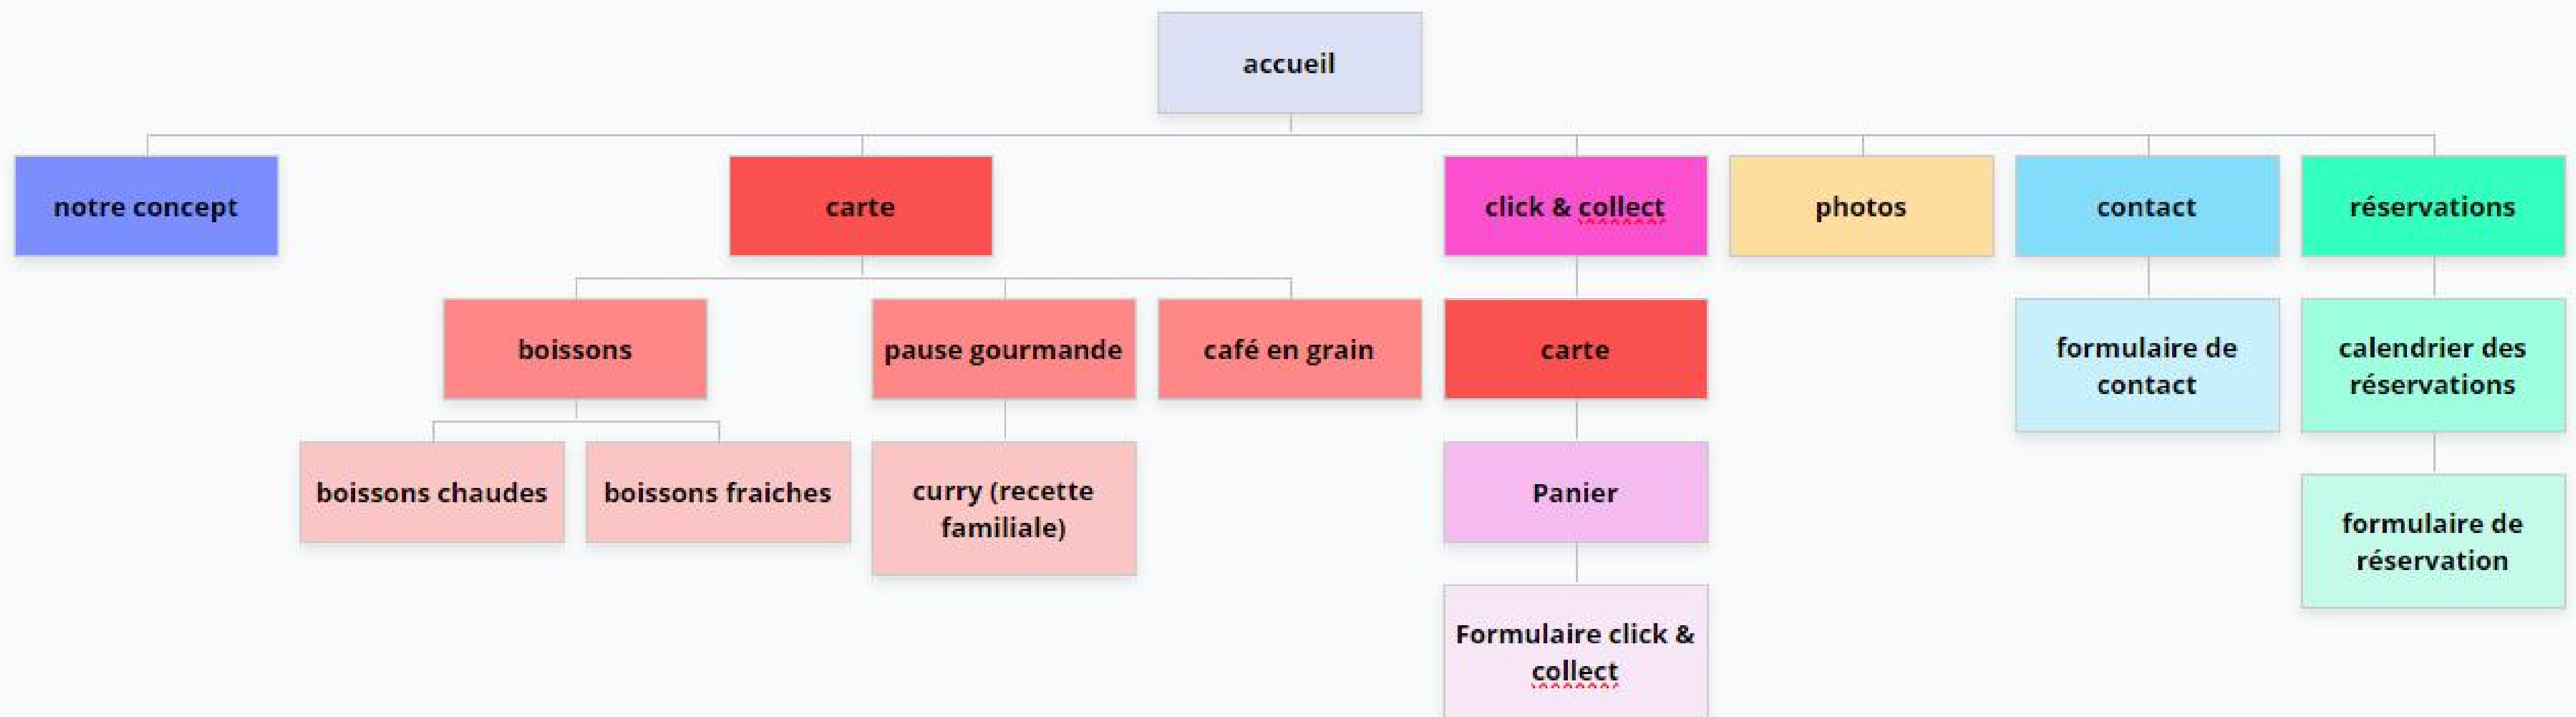 accueil
notre concept
carte
click & collect
photos
contact
réservations
boissons
pause gourmande
café en grain
carte
formulaire de
contact
calendrier des
réservations
boissons chaudes
boissons fraiches
curry (recette
familiale)
Panier
formulaire de
réservation
Formulaire click &
collect